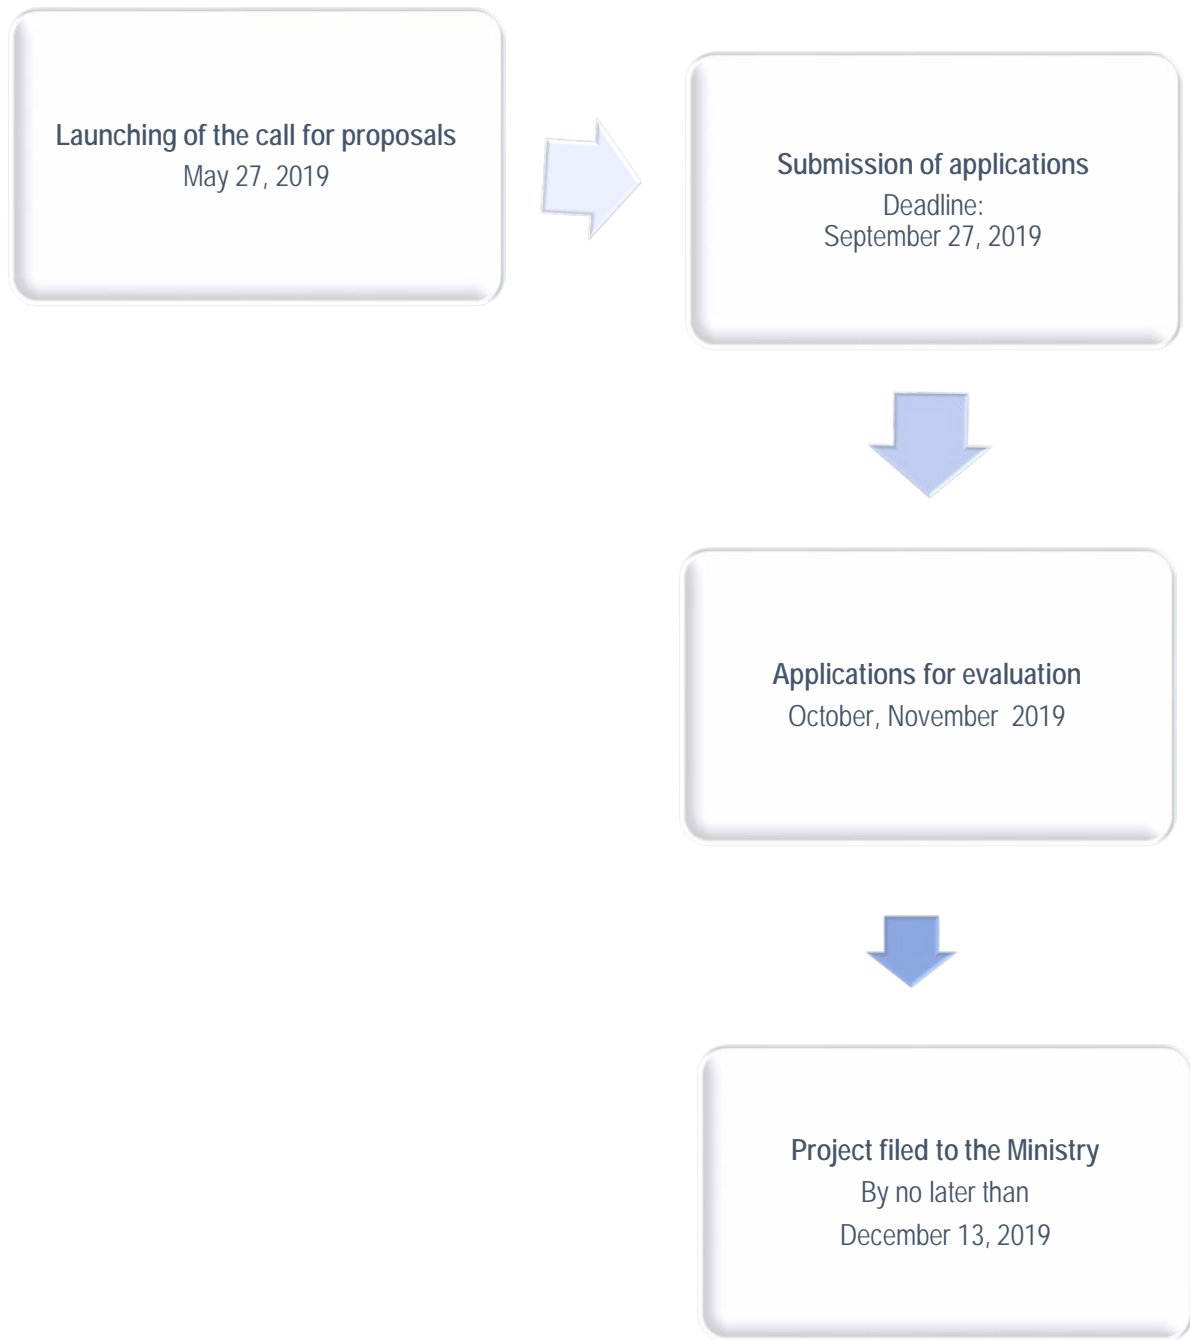 Launching of the call for proposals
May 27, 2019
Submission of applications
Deadline:
September 27, 2019
Applications for evaluation
October, November  2019
Project filed to the Ministry
By no later than
December 13, 2019